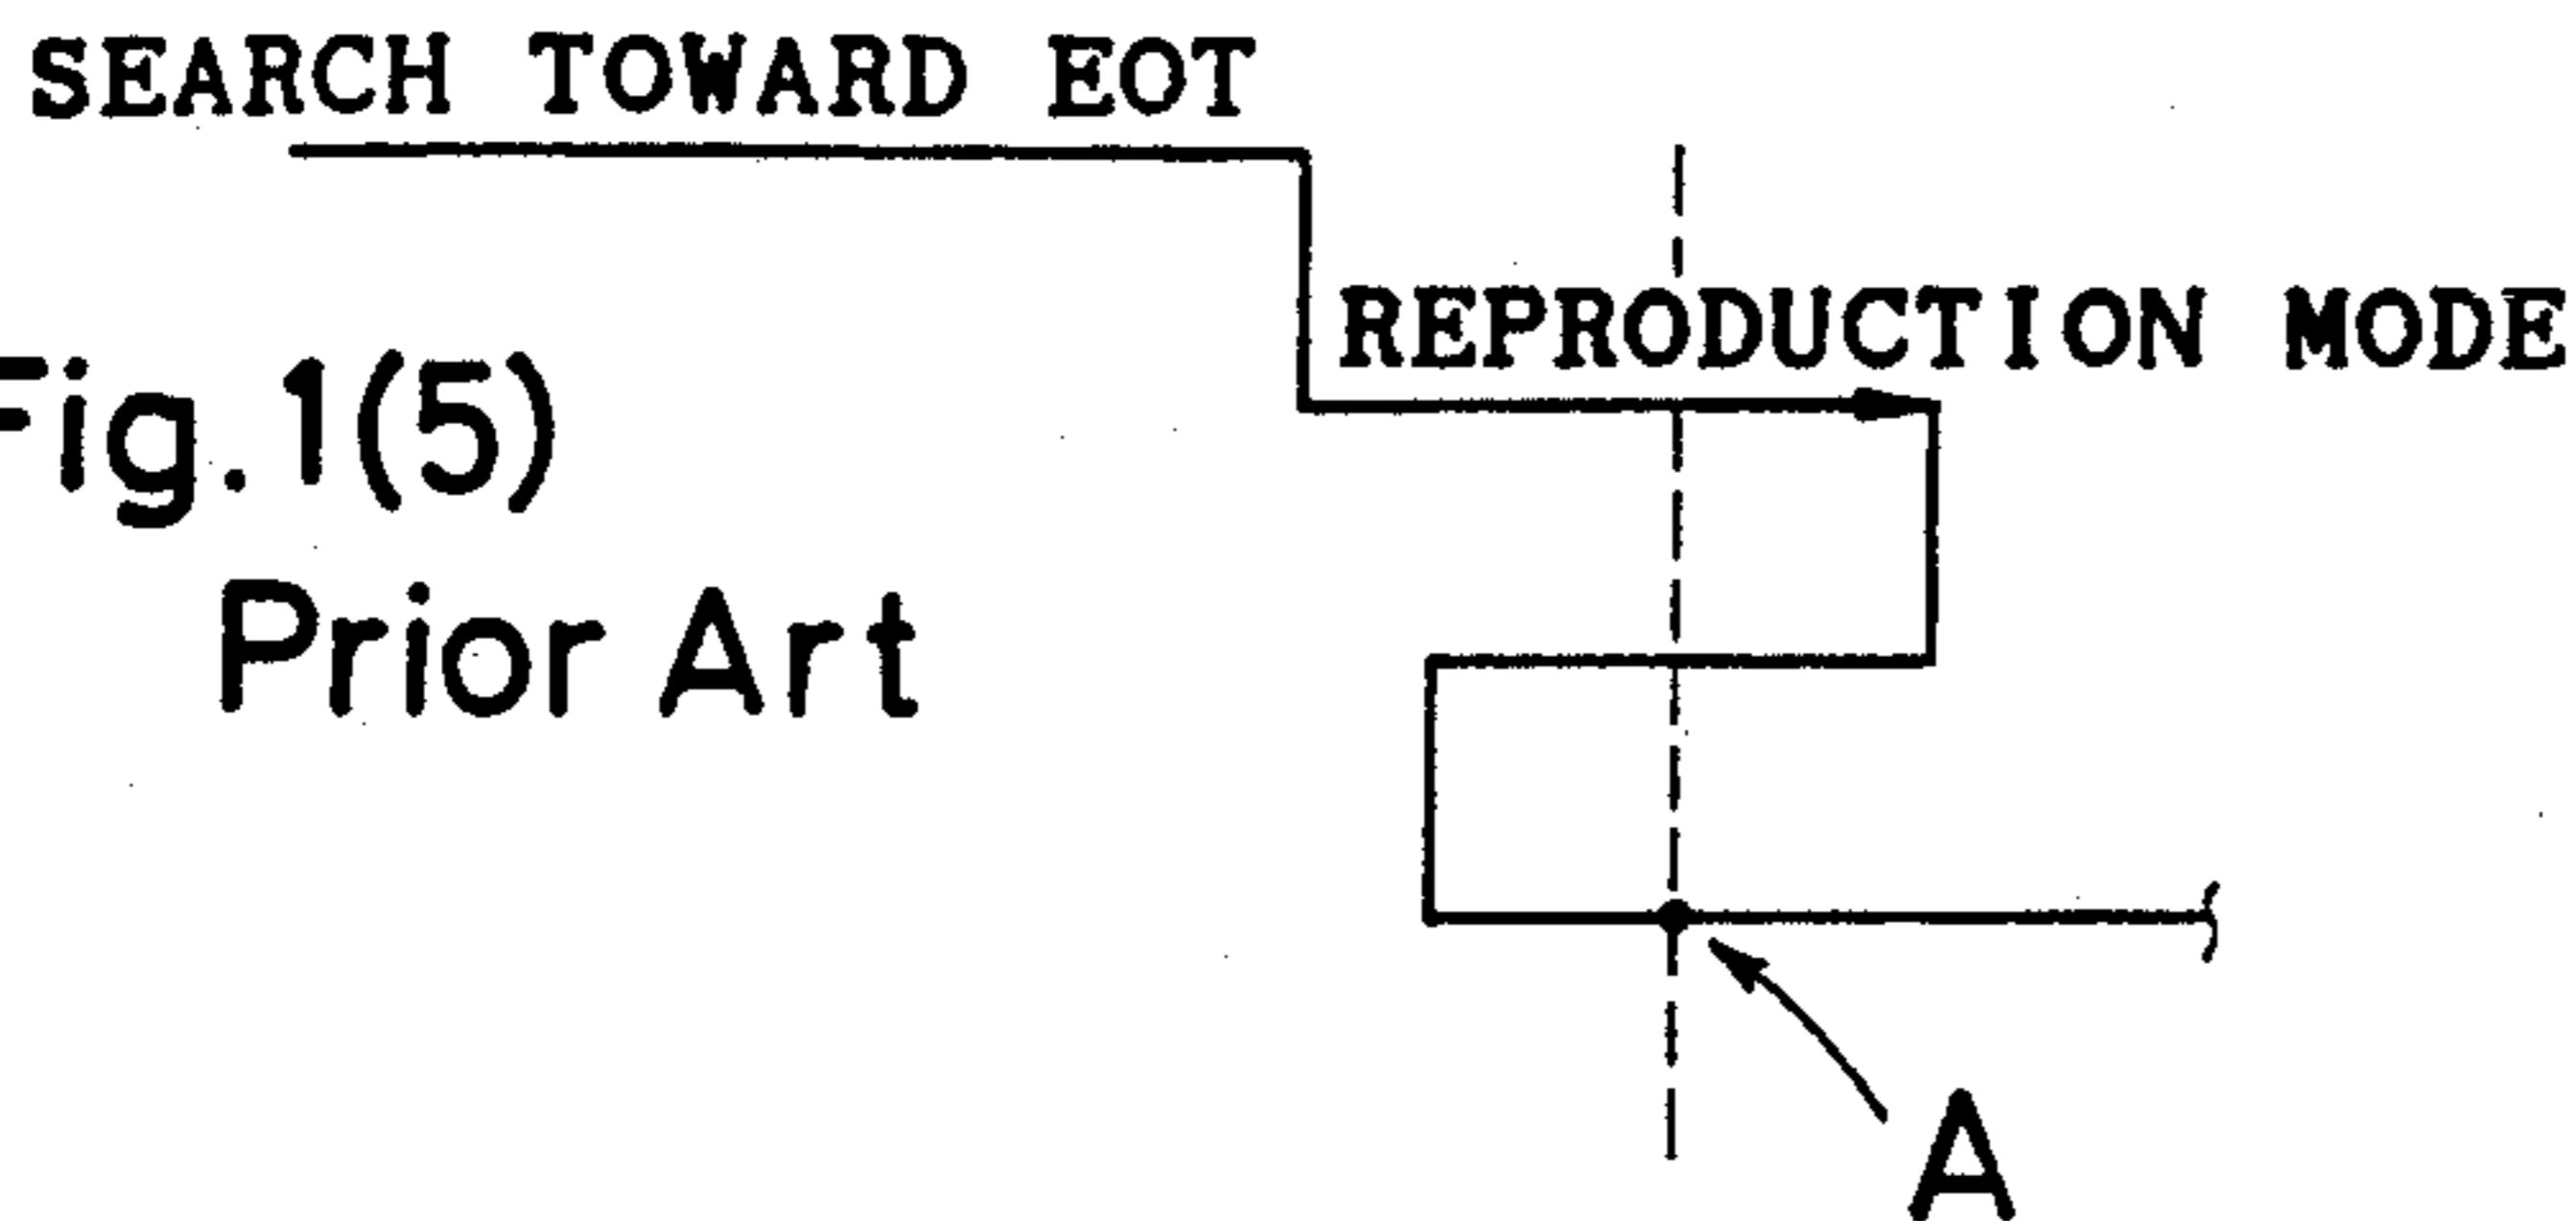 SEARCH TOWARD EOT
REPRODUCTION MODE
Fig.1(5)
Prior Art
A